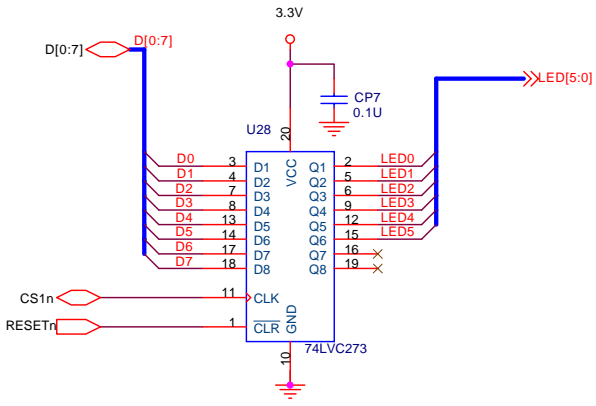 3.3V
D[0:7]
D[0:7]
LED[5:0]
CP7
0.1U
U28
20
VCC
D0 3 D1 Q1 2 LED0
D1 4 D2 Q2 5 LED1
D2 7 D3 Q3 6 LED2
D3 8 D4 Q4 9 LED3
D4 13 D5 Q5 12 LED4
D5 14 D6 Q6 15 LED5
D6 17 D7 Q7 16
D7 18 D8 Q8 19
CS1n 11 CLK
RESETn 1 CLR
GND
10
74LVC273